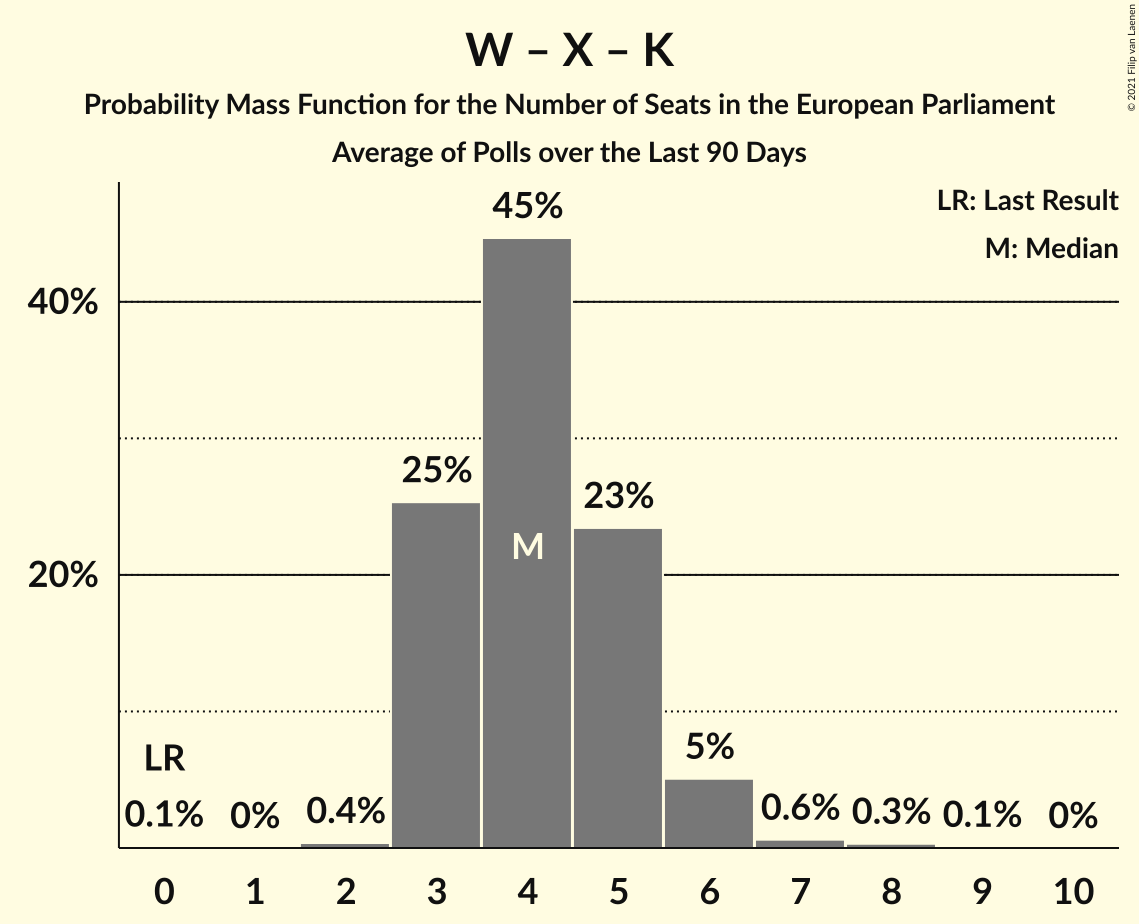 W – X – K
Probability Mass Function for the Number of Seats in the European Parliament
Average of Polls over the Last 90 Days
© 2021 Filip van Laenen
LR: Last Result
M: Median
45%
40%
25%
23%
M
20%
5%
LR
0.1% 0% 0.4% 0.6% 0.3% 0.1% 0%
0 1 2 3 4 5 6 7 8 9 10